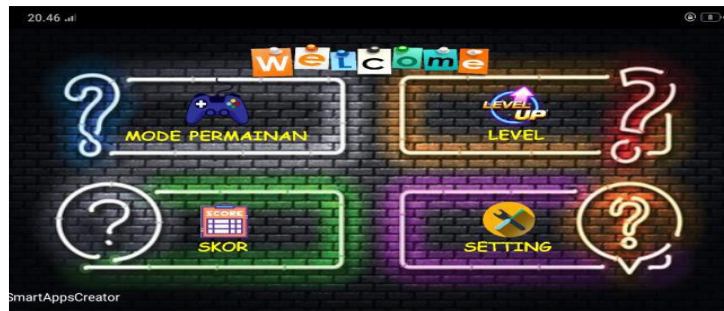 20.46
Welcome
MODE PERMAINAN
LEVEL UP
LEVEL
SCORE
SKOR
SETTING
SmartAppsCreator